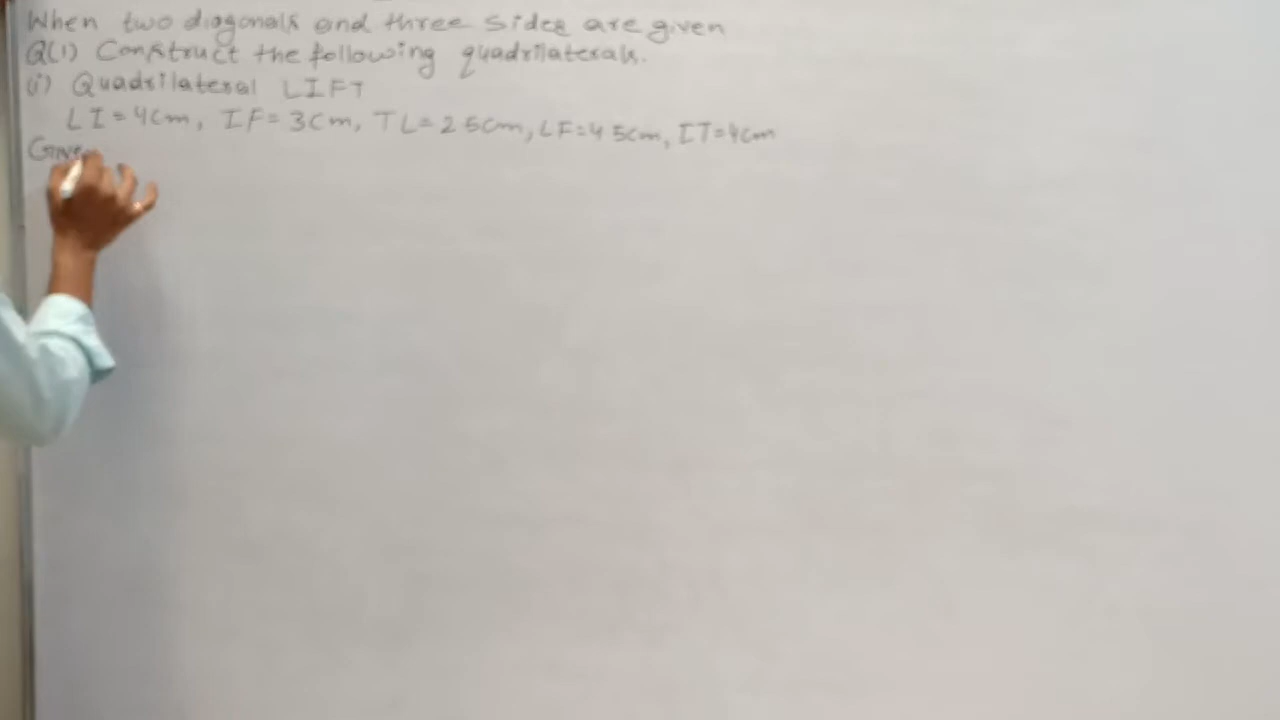 When two diagonals and three sides are given
Q(1) Construct the following quadrilaterals.
(i) Quadrilateral LIFT
LI = 4cm, IF = 3cm, TL = 2.5cm, LF = 4.5cm, IT = 4cm
Given